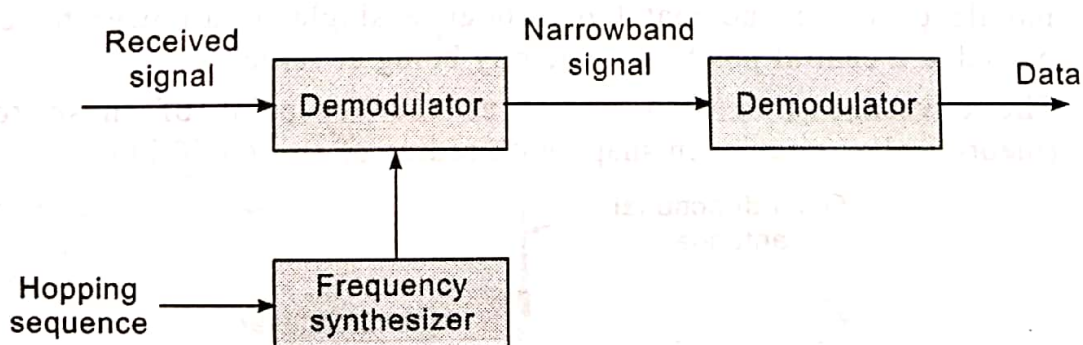 Received
signal
Demodulator
Narrowband
signal
Demodulator
Data
Hopping
sequence
Frequency
synthesizer